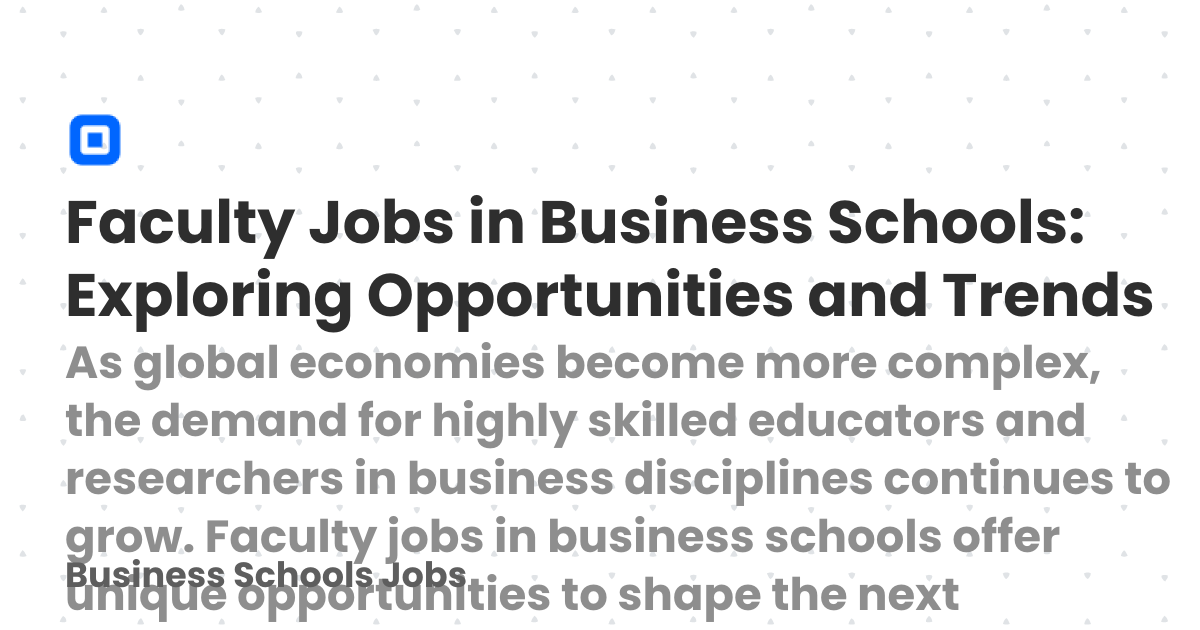 Faculty Jobs in Business Schools:
Exploring Opportunities and Trends
As global economies become more complex,
the demand for highly skilled educators and
researchers in business disciplines continues to
grow. Faculty jobs in business schools offer
Business Schools Jobs
unique opportunities to shape the next